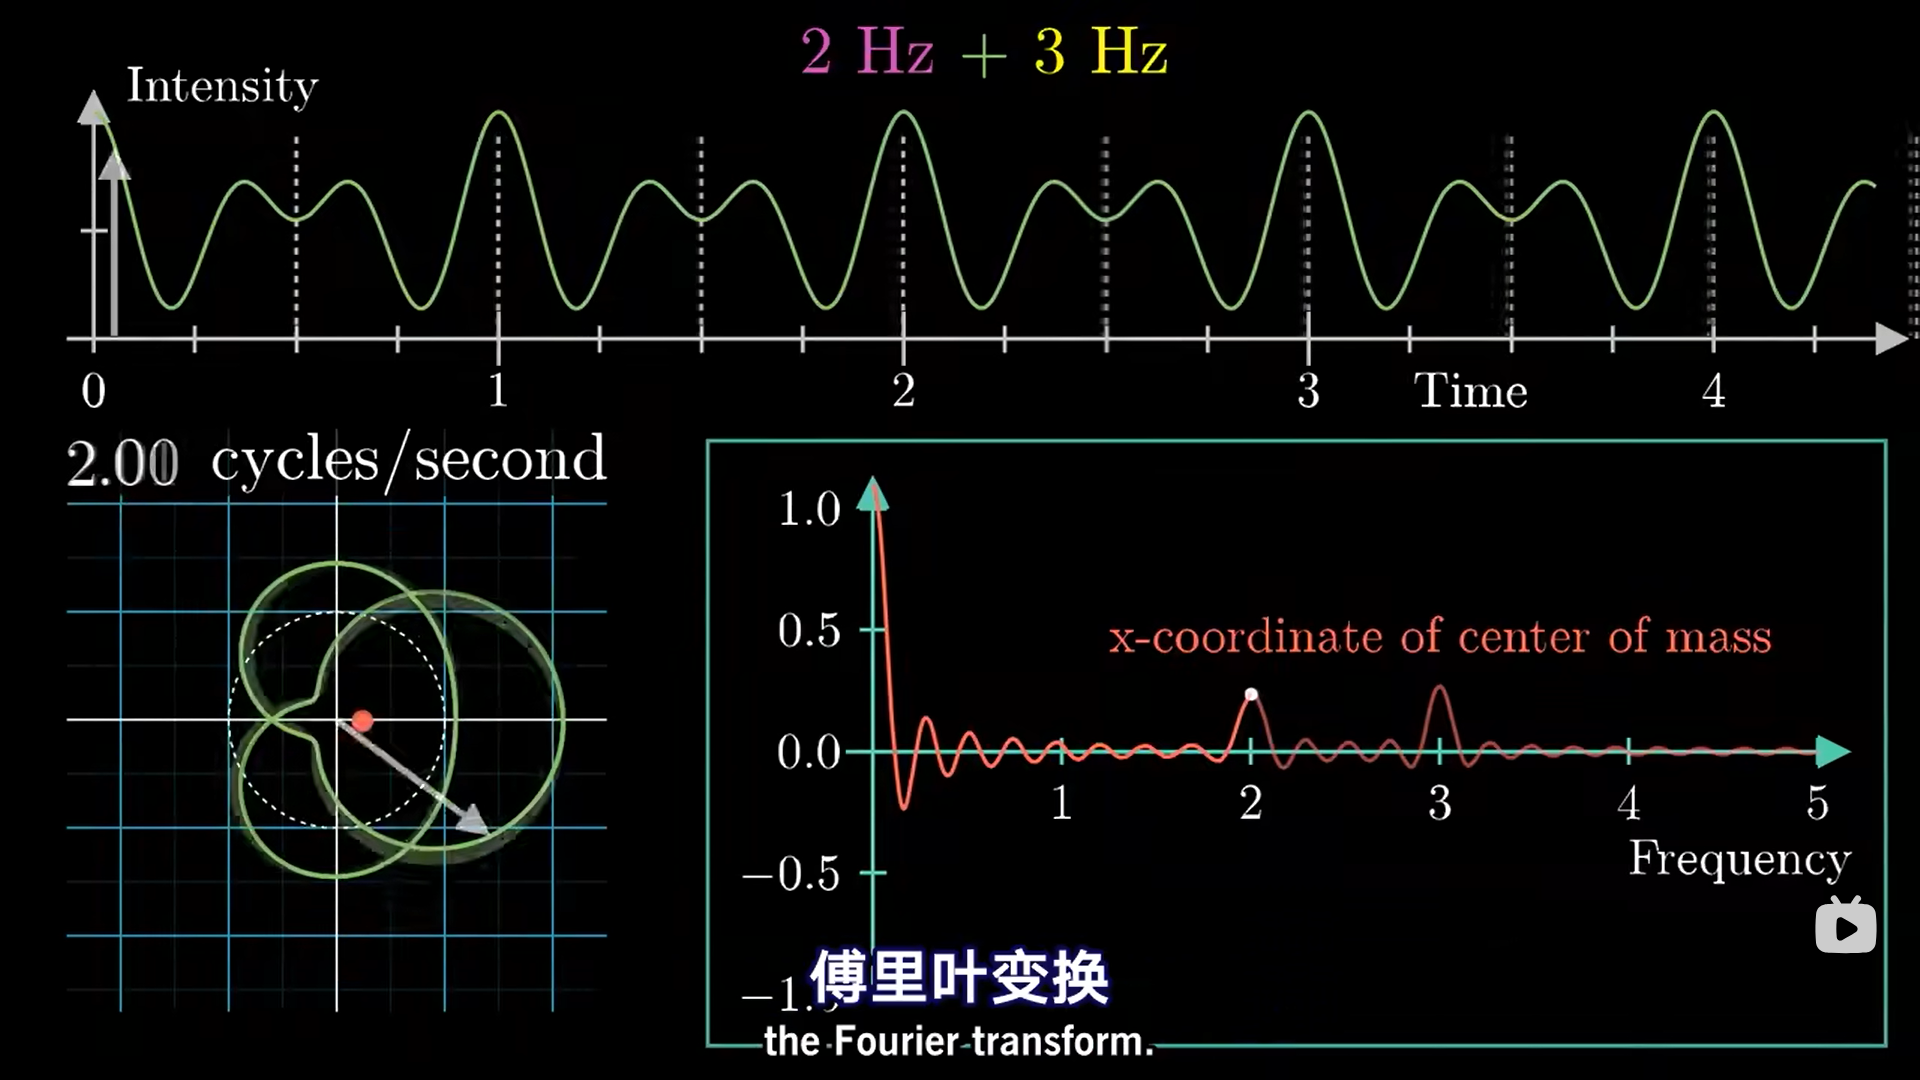 2 Hz + 3 Hz
Intensity
0 1 2 3 Time 4
2.00 cycles/second
1.0
0.5
x-coordinate of center of mass
0.0
1 2 3 4 5
Frequency
−0.5
傅里叶变换
the Fourier transform.